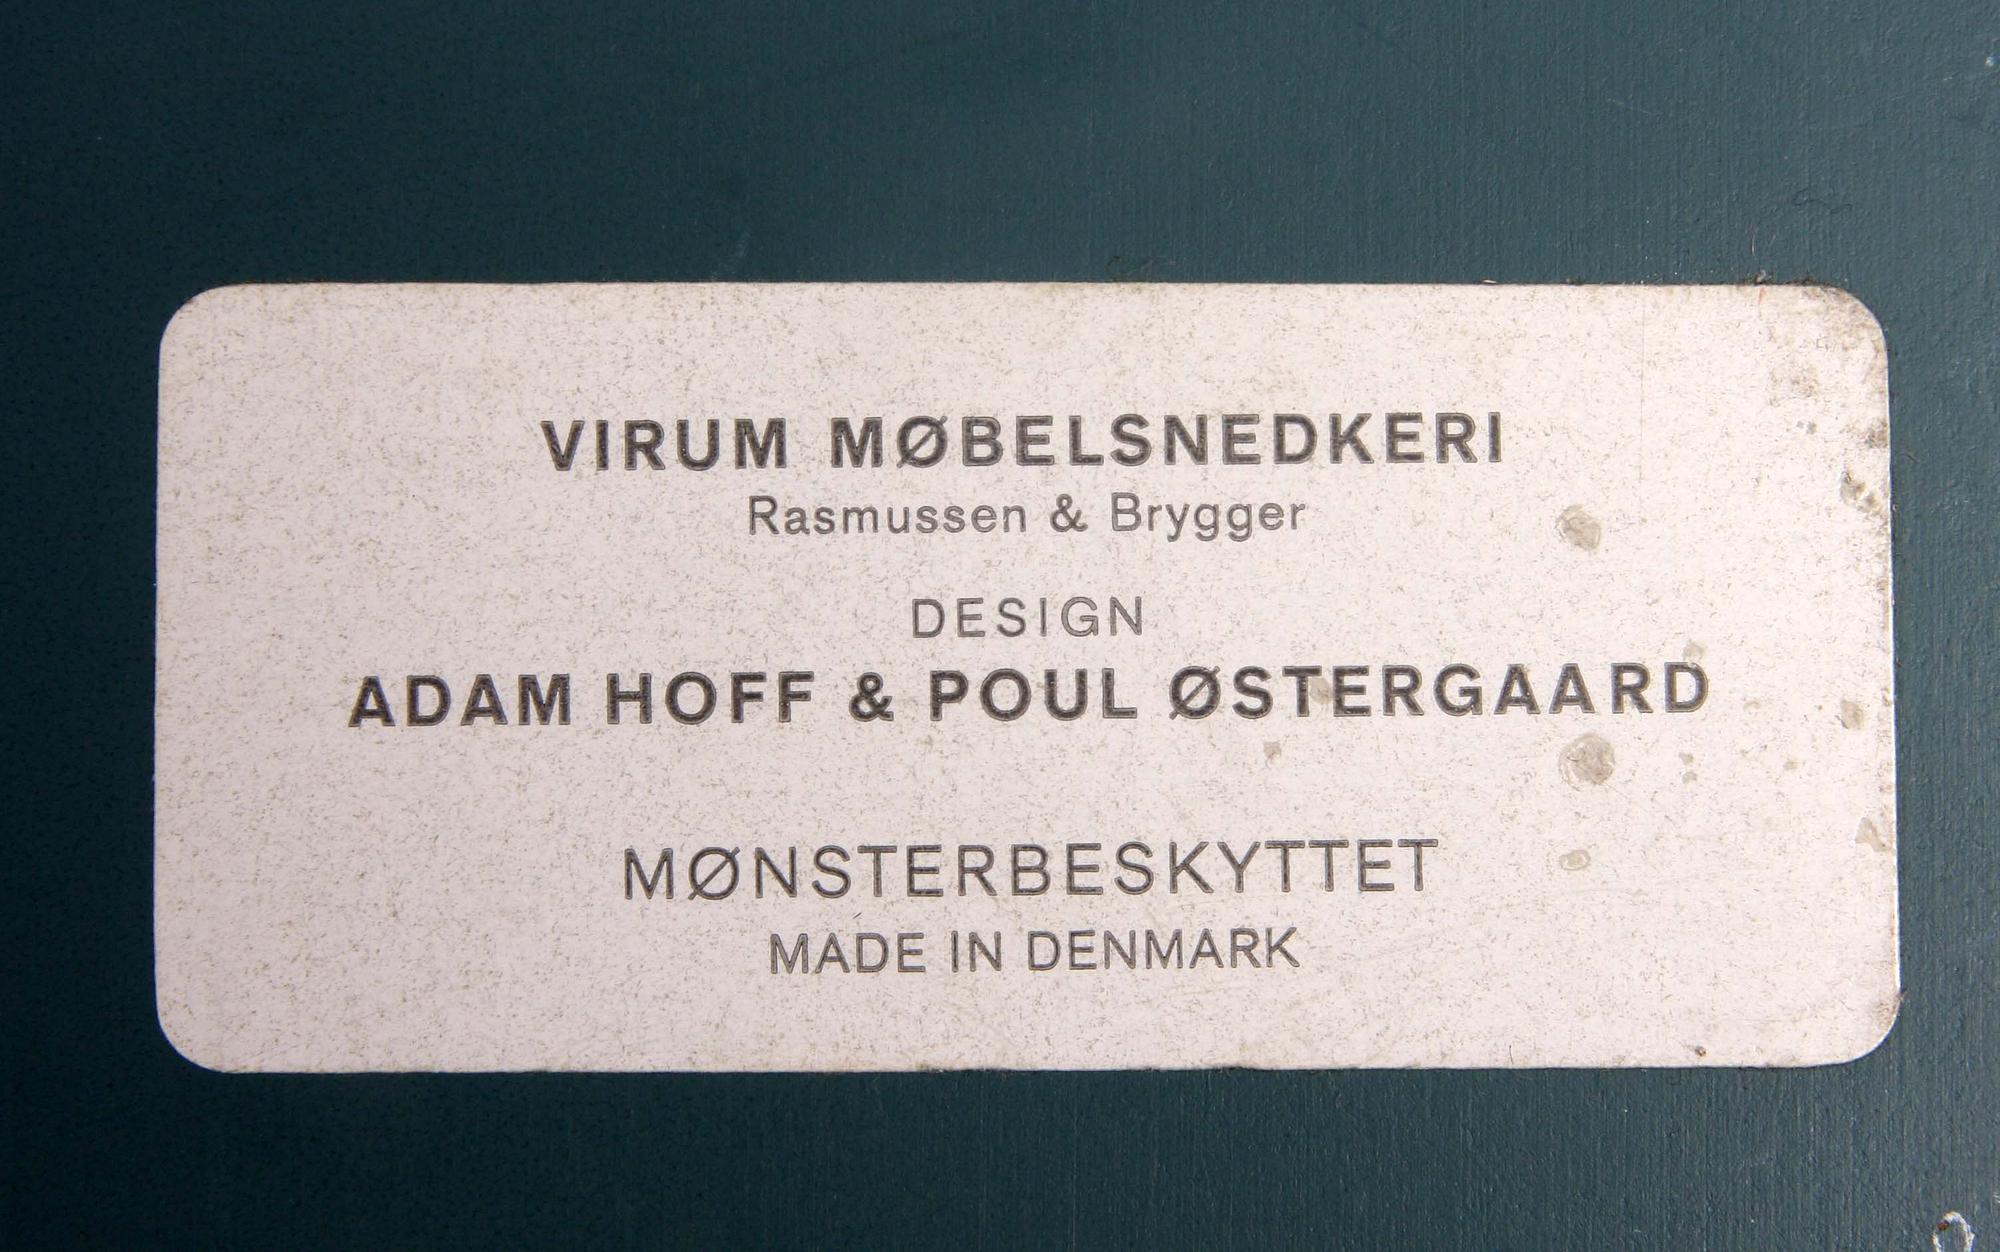 VIRUM MØBELSNEDKERI
Rasmussen & Brygger
DESIGN
ADAM HOFF & POUL ØSTERGAARD
MØNSTERBESKYTTET
MADE IN DENMARK